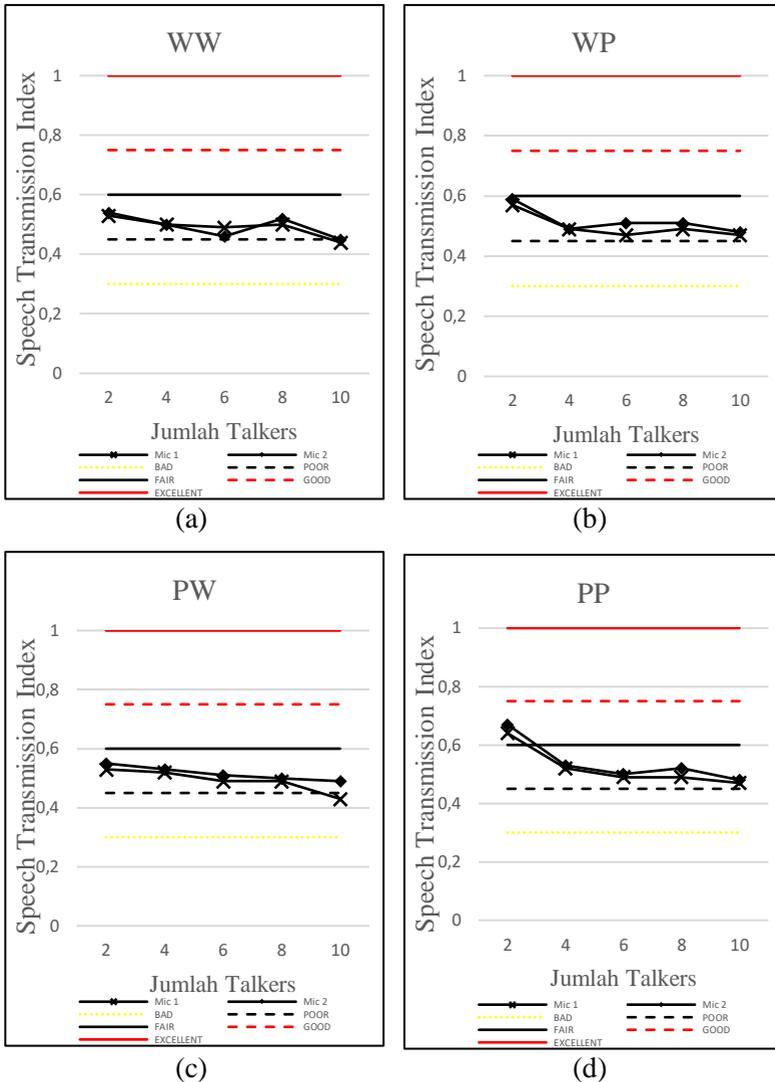 WW
Speech Transmission Index
1
0,8
0,6
0,4
0,2
0
2 4 6 8 10
Jumlah Talkers
Mic 1 Mic 2
BAD POOR
FAIR GOOD
EXCELLENT
(a)
WP
Speech Transmission Index
1
0,8
0,6
0,4
0,2
0
2 4 6 8 10
Jumlah Talkers
Mic 1 Mic 2
BAD POOR
FAIR GOOD
EXCELLENT
(b)
PW
Speech Transmission Index
1
0,8
0,6
0,4
0,2
0
2 4 6 8 10
Jumlah Talkers
Mic 1 Mic 2
BAD POOR
FAIR GOOD
EXCELLENT
(c)
PP
Speech Transmission Index
1
0,8
0,6
0,4
0,2
0
2 4 6 8 10
Jumlah Talkers
Mic 1 Mic 2
BAD POOR
FAIR GOOD
EXCELLENT
(d)